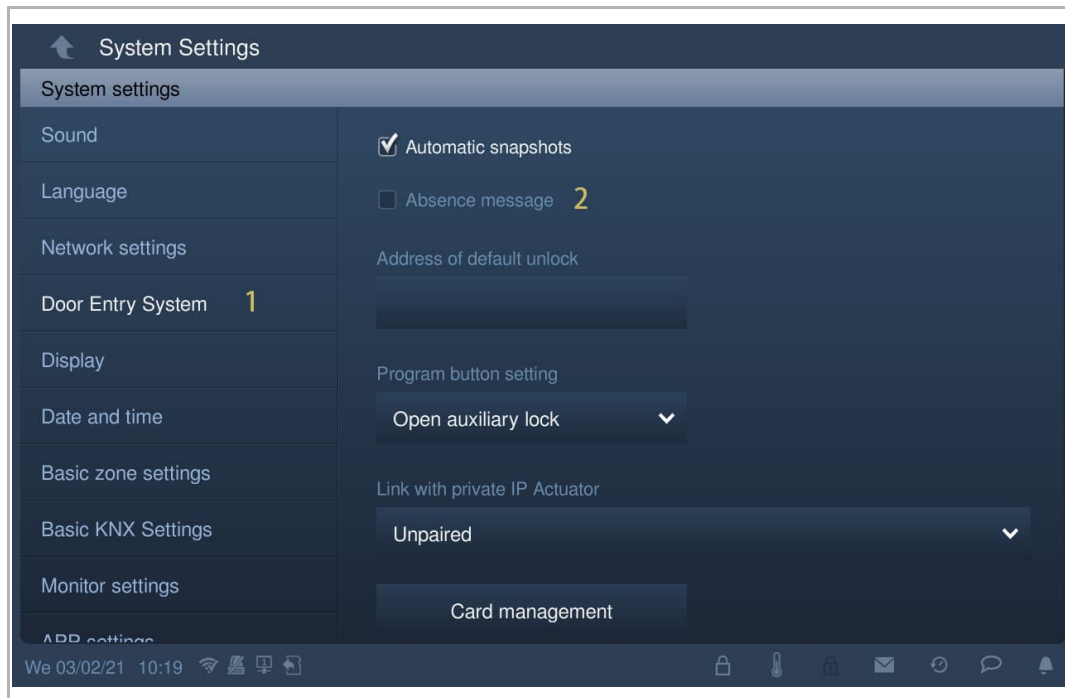 System Settings
System settings
Sound
Language
Network settings
Door Entry System 1
Display
Date and time
Basic zone settings
Basic KNX Settings
Monitor settings
APP settings
Automatic snapshots
Absence message 2
Address of default unlock
Program button setting
Open auxiliary lock
Link with private IP Actuator
Unpaired
Card management
We 03/02/21 10:19